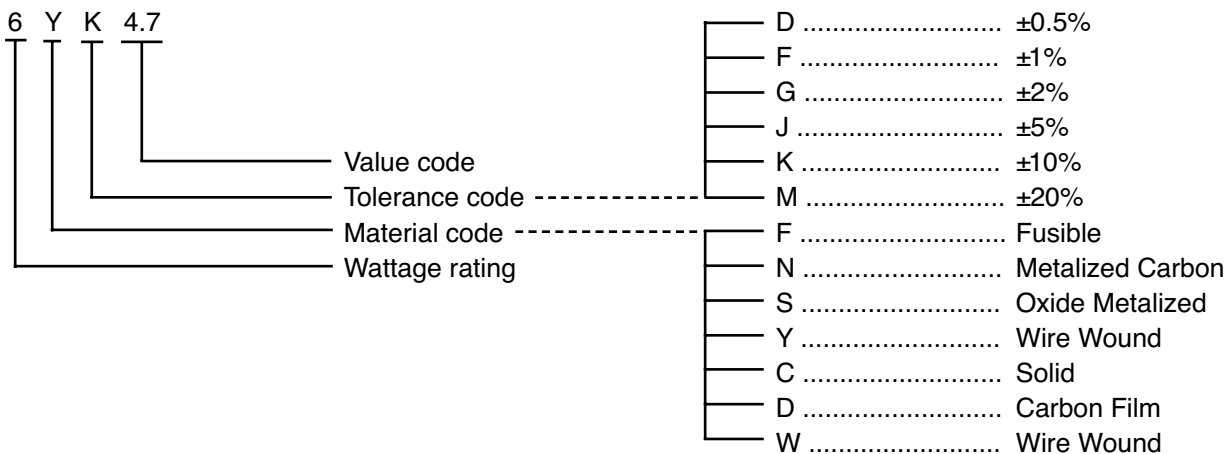 6 Y K 4.7
Value code
Tolerance code
Material code
Wattage rating
D ........................... ±0.5%
F ........................... ±1%
G ........................... ±2%
J ............................ ±5%
K ........................... ±10%
M ........................... ±20%
F ............................ Fusible
N ........................... Metalized Carbon
S ........................... Oxide Metalized
Y ........................... Wire Wound
C ........................... Solid
D ........................... Carbon Film
W .......................... Wire Wound